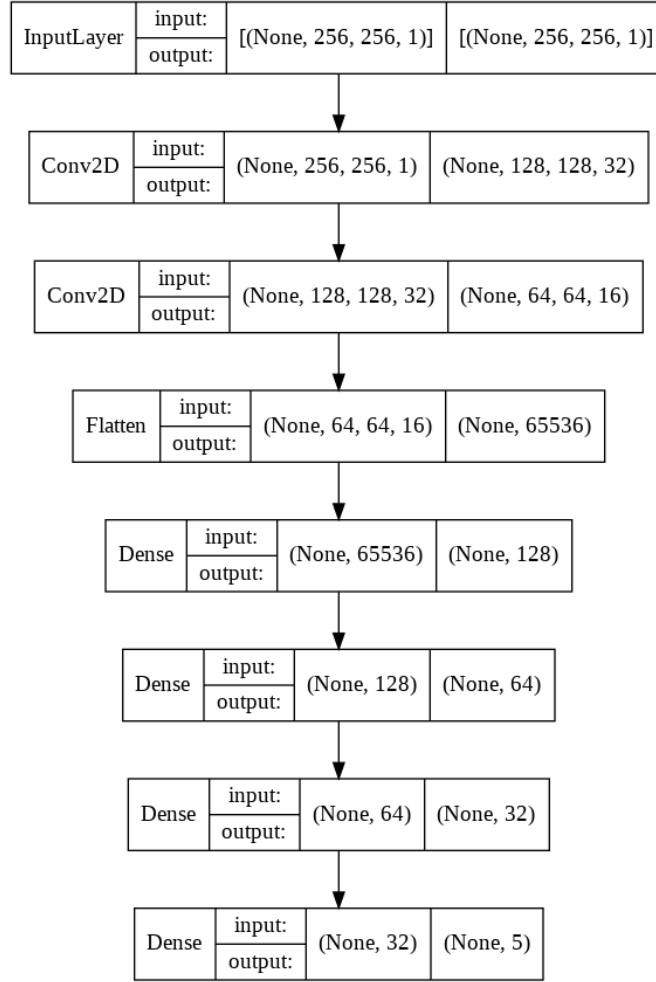 InputLayer input: output: [(None, 256, 256, 1)] [(None, 256, 256, 1)]
Conv2D input: output: (None, 256, 256, 1) (None, 128, 128, 32)
Conv2D input: output: (None, 128, 128, 32) (None, 64, 64, 16)
Flatten input: output: (None, 64, 64, 16) (None, 65536)
Dense input: output: (None, 65536) (None, 128)
Dense input: output: (None, 128) (None, 64)
Dense input: output: (None, 64) (None, 32)
Dense input: output: (None, 32) (None, 5)